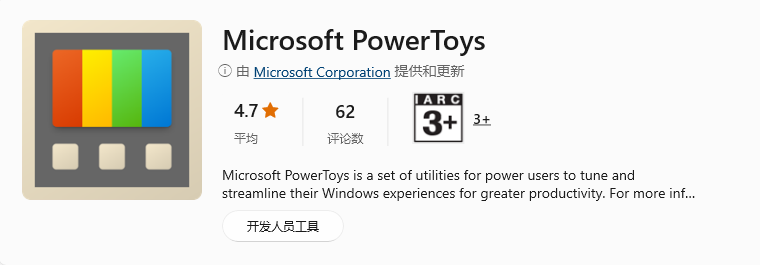 Microsoft PowerToys
由 Microsoft Corporation 提供和更新
4.7
平均
62
评论数
IARC
3+
3+
Microsoft PowerToys is a set of utilities for power users to tune and
streamline their Windows experiences for greater productivity. For more inf...
开发人员工具